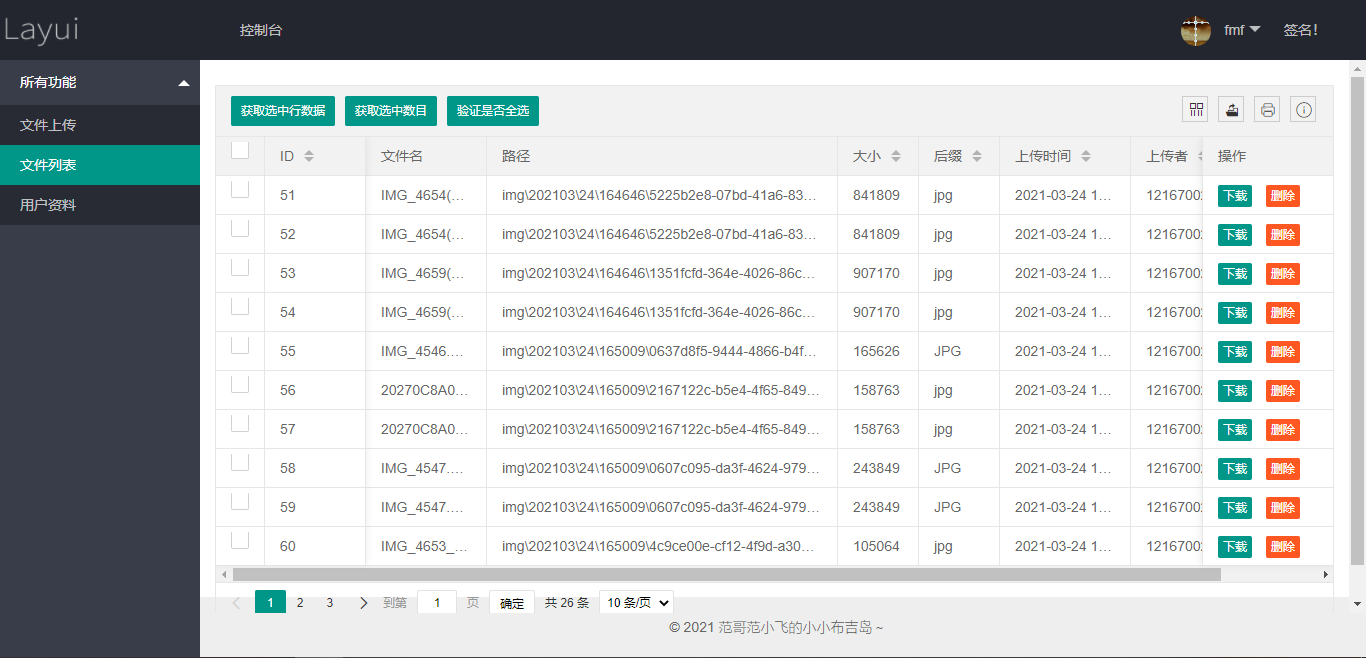 Layui
控制台
fmf
签名!
所有功能
文件上传
文件列表
用户资料
获取选中行数据 获取选中数目 验证是否全选
ID 文件名 路径 大小 后缀 上传时间 上传者 操作
51 IMG_4654(... img\202103\24\164646\5225b2e8-07bd-41a6-83... 841809 jpg 2021-03-24 1... 1216700 下载 删除
52 IMG_4654(... img\202103\24\164646\5225b2e8-07bd-41a6-83... 841809 jpg 2021-03-24 1... 1216700 下载 删除
53 IMG_4659(... img\202103\24\164646\1351fcfd-364e-4026-86c... 907170 jpg 2021-03-24 1... 1216700 下载 删除
54 IMG_4659(... img\202103\24\164646\1351fcfd-364e-4026-86c... 907170 jpg 2021-03-24 1... 1216700 下载 删除
55 IMG_4546.... img\202103\24\165009\0637d8f5-9444-4866-b4f... 165626 JPG 2021-03-24 1... 1216700 下载 删除
56 20270C8A0... img\202103\24\165009\2167122c-b5e4-4f65-849... 158763 jpg 2021-03-24 1... 1216700 下载 删除
57 20270C8A0... img\202103\24\165009\2167122c-b5e4-4f65-849... 158763 jpg 2021-03-24 1... 1216700 下载 删除
58 IMG_4547.... img\202103\24\165009\0607c095-da3f-4624-979... 243849 JPG 2021-03-24 1... 1216700 下载 删除
59 IMG_4547.... img\202103\24\165009\0607c095-da3f-4624-979... 243849 JPG 2021-03-24 1... 1216700 下载 删除
60 IMG_4653_... img\202103\24\165009\4c9ce00e-cf12-4f9d-a30... 105064 jpg 2021-03-24 1... 1216700 下载 删除
1 2 3 到第 1 页 确定 共 26 条 10 条/页
© 2021 范哥范小飞的小小布吉岛 ~